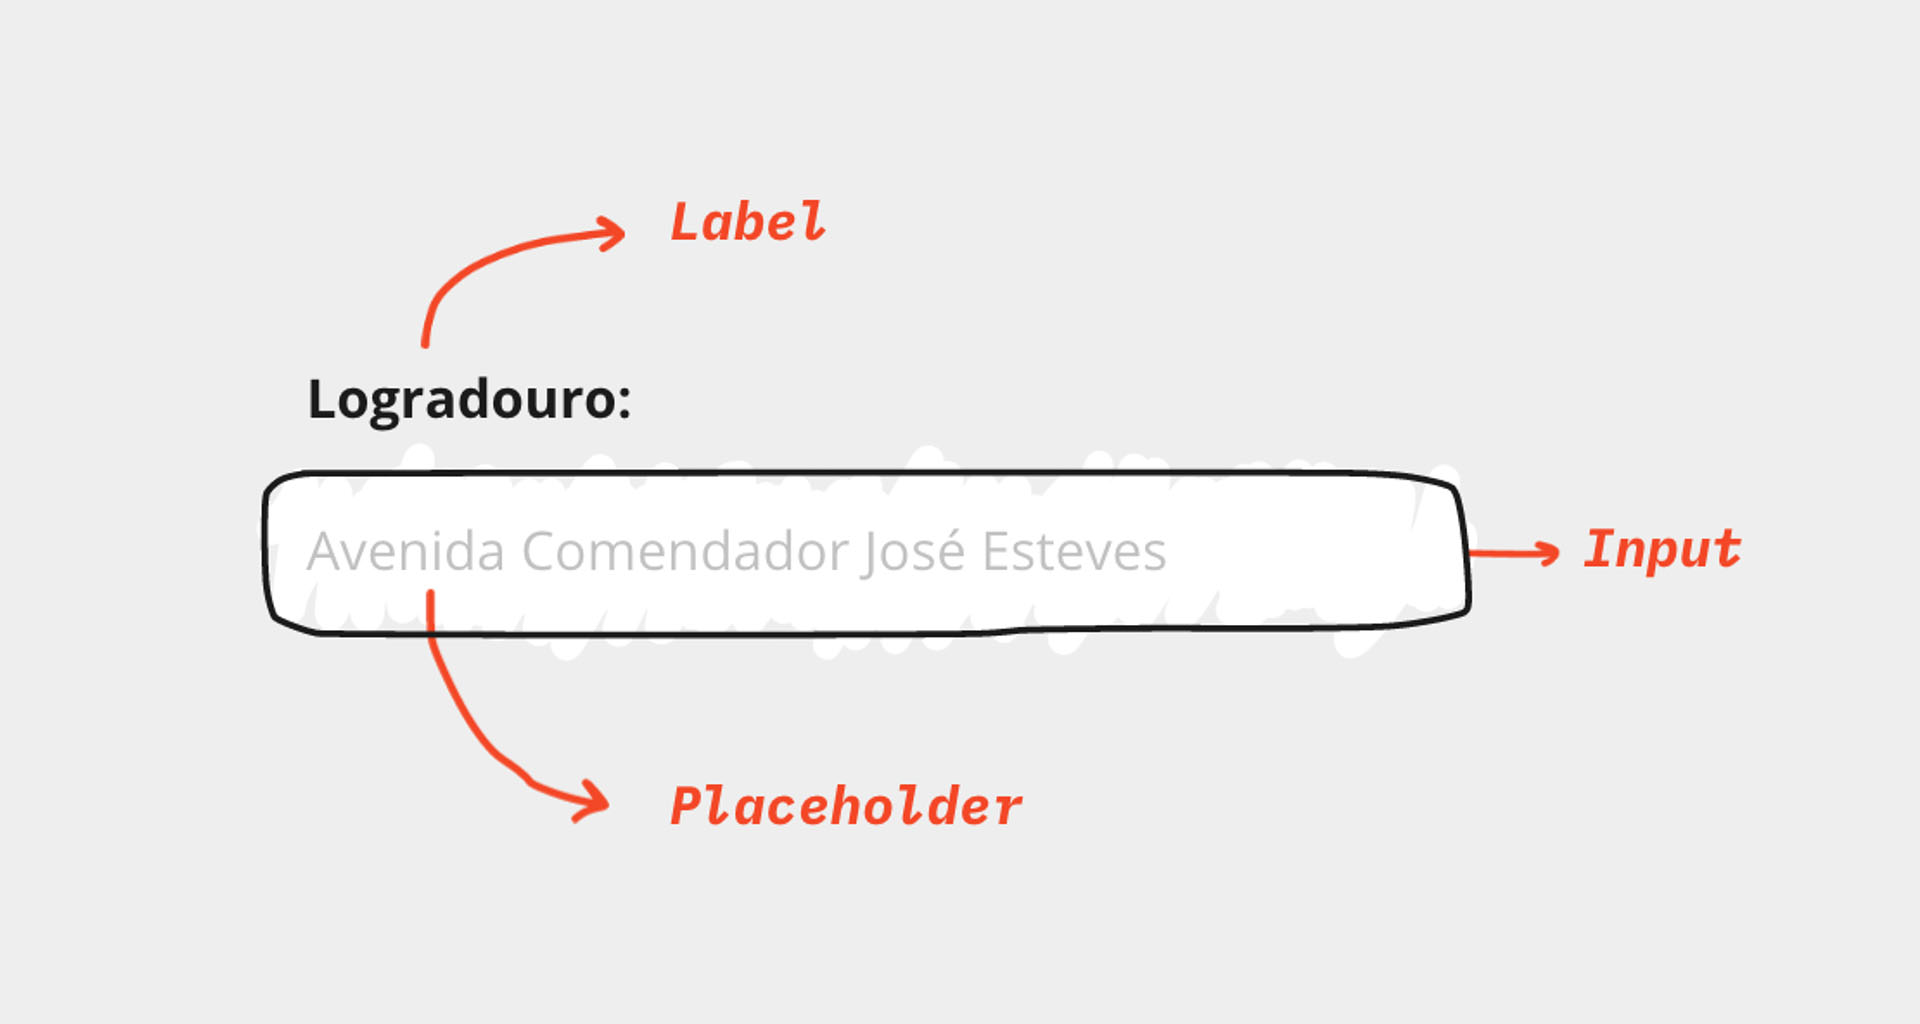 Label
Logradouro:
Avenida Comendador José Esteves
Input
Placeholder